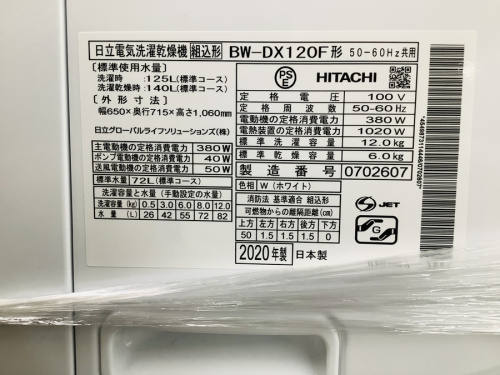 日立電気洗濯乾燥機 組込形 BW-DX120F形 50-60Hz共用
【標準使用水量】
洗濯時:125L(標準コース)
洗濯乾燥時:140L(標準コース)
【外形寸法】
幅650×奥行715×高さ1,060mm
日立グローバルライフソリューションズ(株)
主電動機の定格消費電力 380W
ポンプ電動機の定格消費電力 40W
送風電動機の定格消費電力 50W
標準水量 72L(標準コース)
洗濯容量と水量(手動設定の水量)
洗濯容量(kg) 0.5 3.0 6.0 8.0 12.0
水量(L) 26 42 55 72 82
PSE
HITACHI
定格電圧 100V
定格周波数 50-60Hz
電動機の定格消費電力 380W
電熱装置の定格消費電力 1020W
標準洗濯容量 12.0kg
標準乾燥容量 6.0kg
製造番号 0702607
色柄 W(ホワイト)
消防法 基準適合 組込形
可燃物からの離隔距離(cm)
上方 左方 右方 後方 下方
50 1.5 1.5 1.5 0
2020年製 日本製
G
S JET